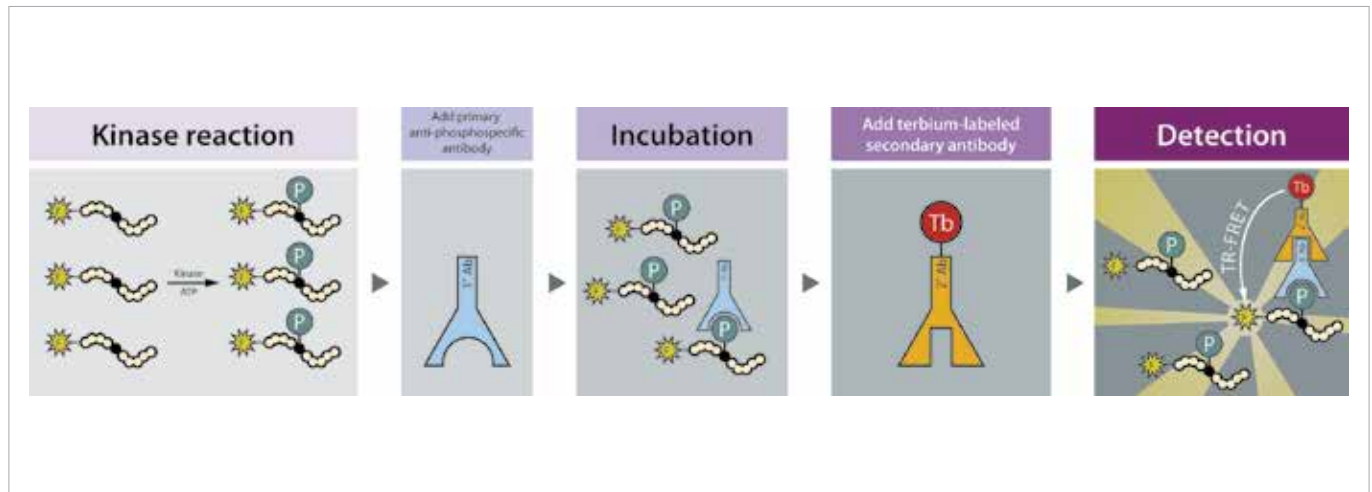 Kinase reaction
Add primary
anti-phosphospecific
antibody
Incubation
Add terbium-labeled
secondary antibody
Detection
P
P
P
Kinase
ATP
1° Ab
P
P
P
Tb
2° Ab
Tb
TR-FRET
P
P
P